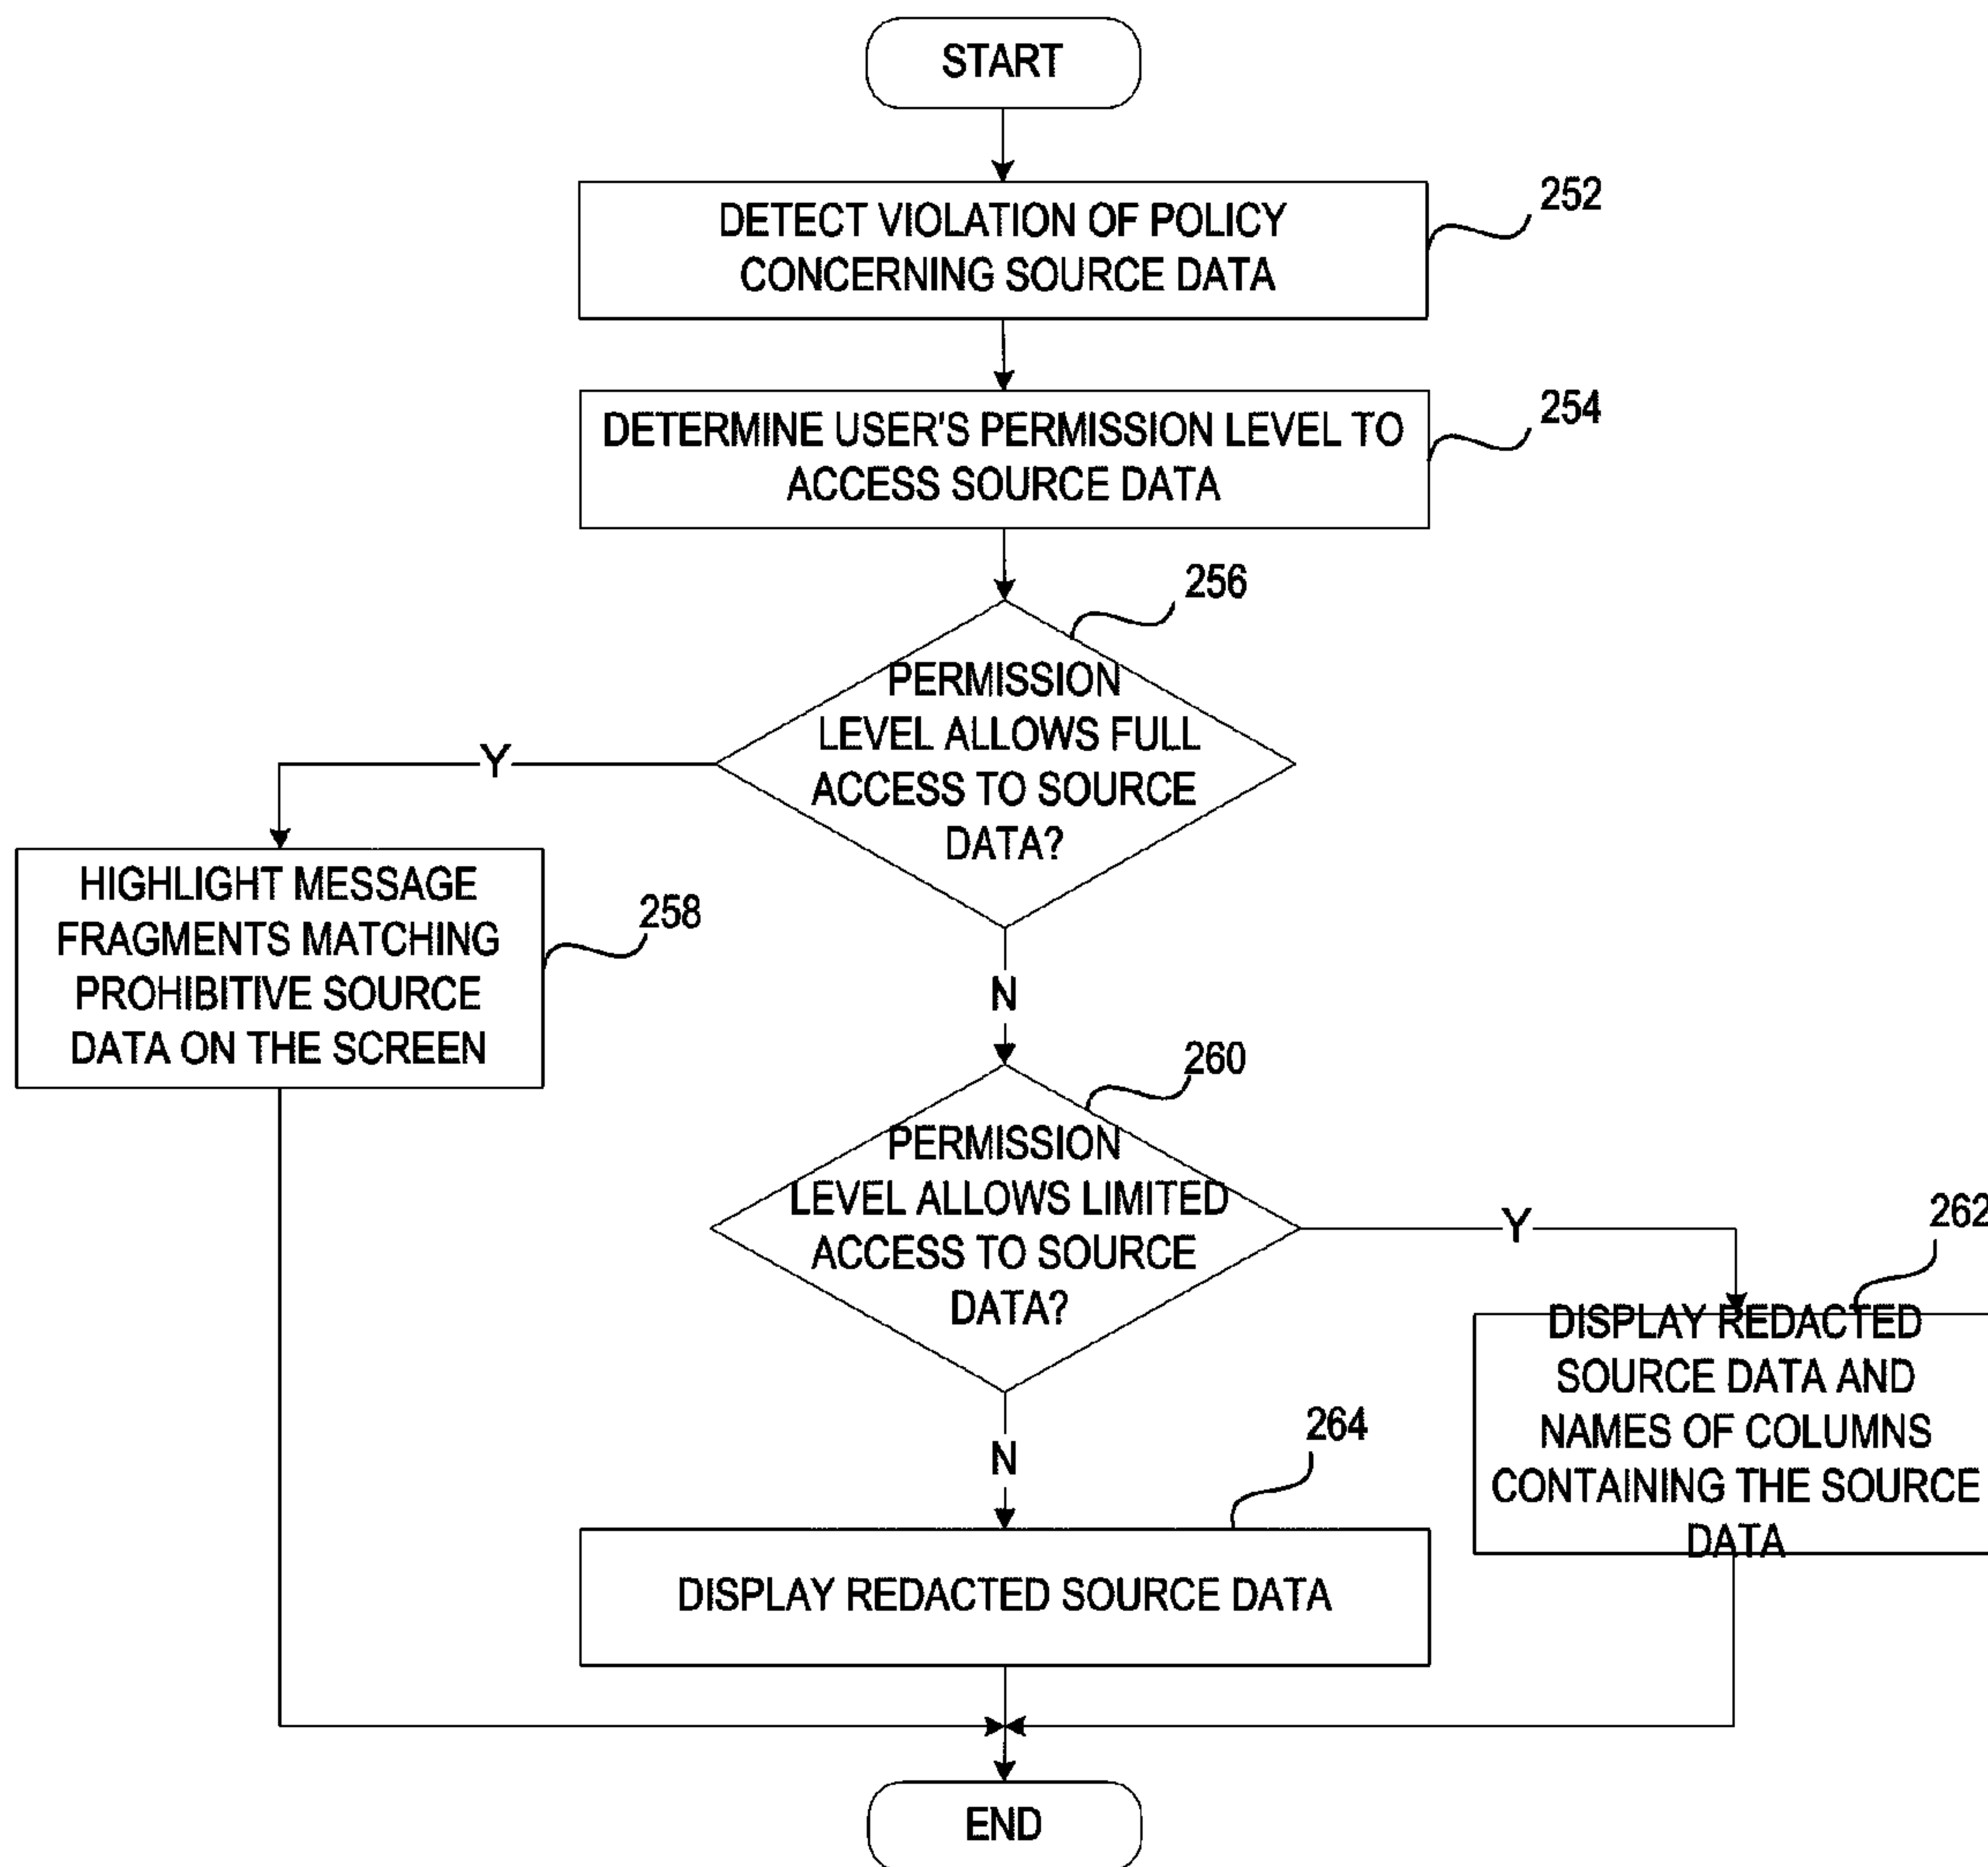 START
DETECT VIOLATION OF POLICY
CONCERNING SOURCE DATA
252
DETERMINE USER'S PERMISSION LEVEL TO
ACCESS SOURCE DATA
254
256
PERMISSION
LEVEL ALLOWS FULL
ACCESS TO SOURCE
DATA?
Y
HIGHLIGHT MESSAGE
FRAGMENTS MATCHING
PROHIBITIVE SOURCE
DATA ON THE SCREEN
258
N
260
PERMISSION
LEVEL ALLOWS LIMITED
ACCESS TO SOURCE
DATA?
Y
262
DISPLAY REDACTED
SOURCE DATA AND
NAMES OF COLUMNS
CONTAINING THE SOURCE
DATA
N
264
DISPLAY REDACTED SOURCE DATA
END